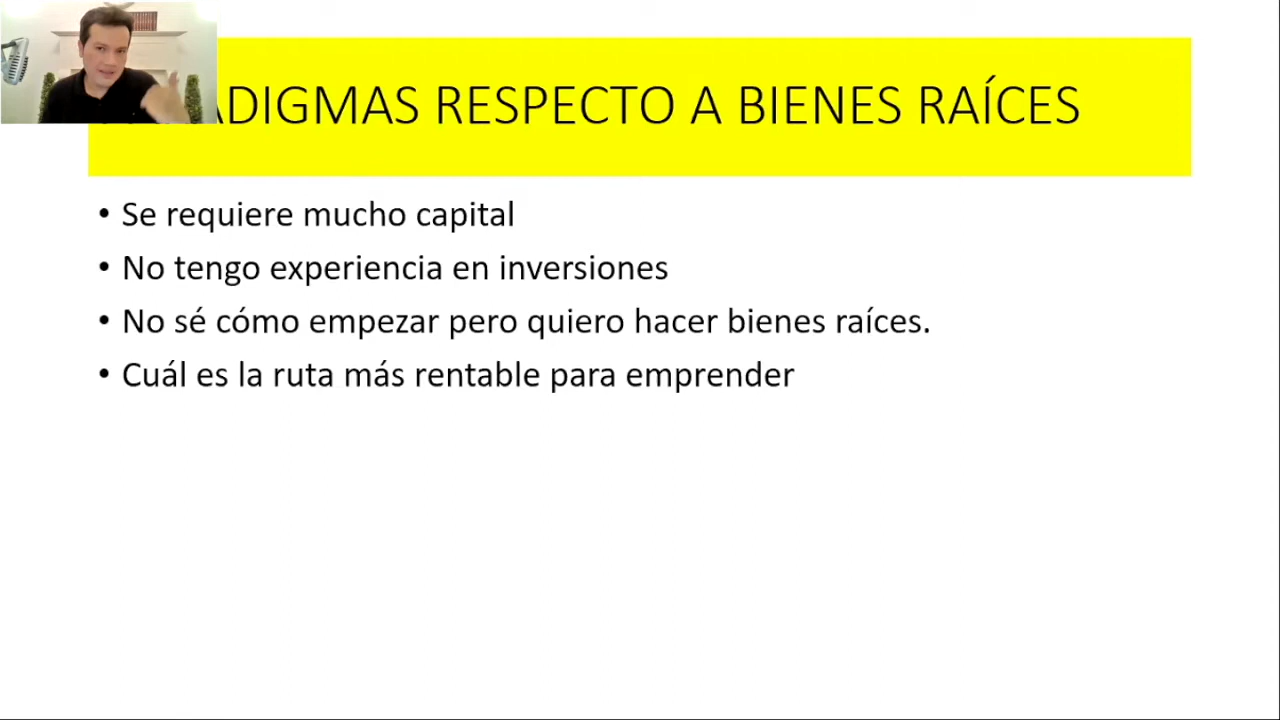 RESPECTO A BIENES RAÍCES
• Se requiere mucho capital
• No tengo experiencia en inversiones
• No sé cómo empezar pero quiero hacer bienes raíces.
• Cuál es la ruta más rentable para emprender